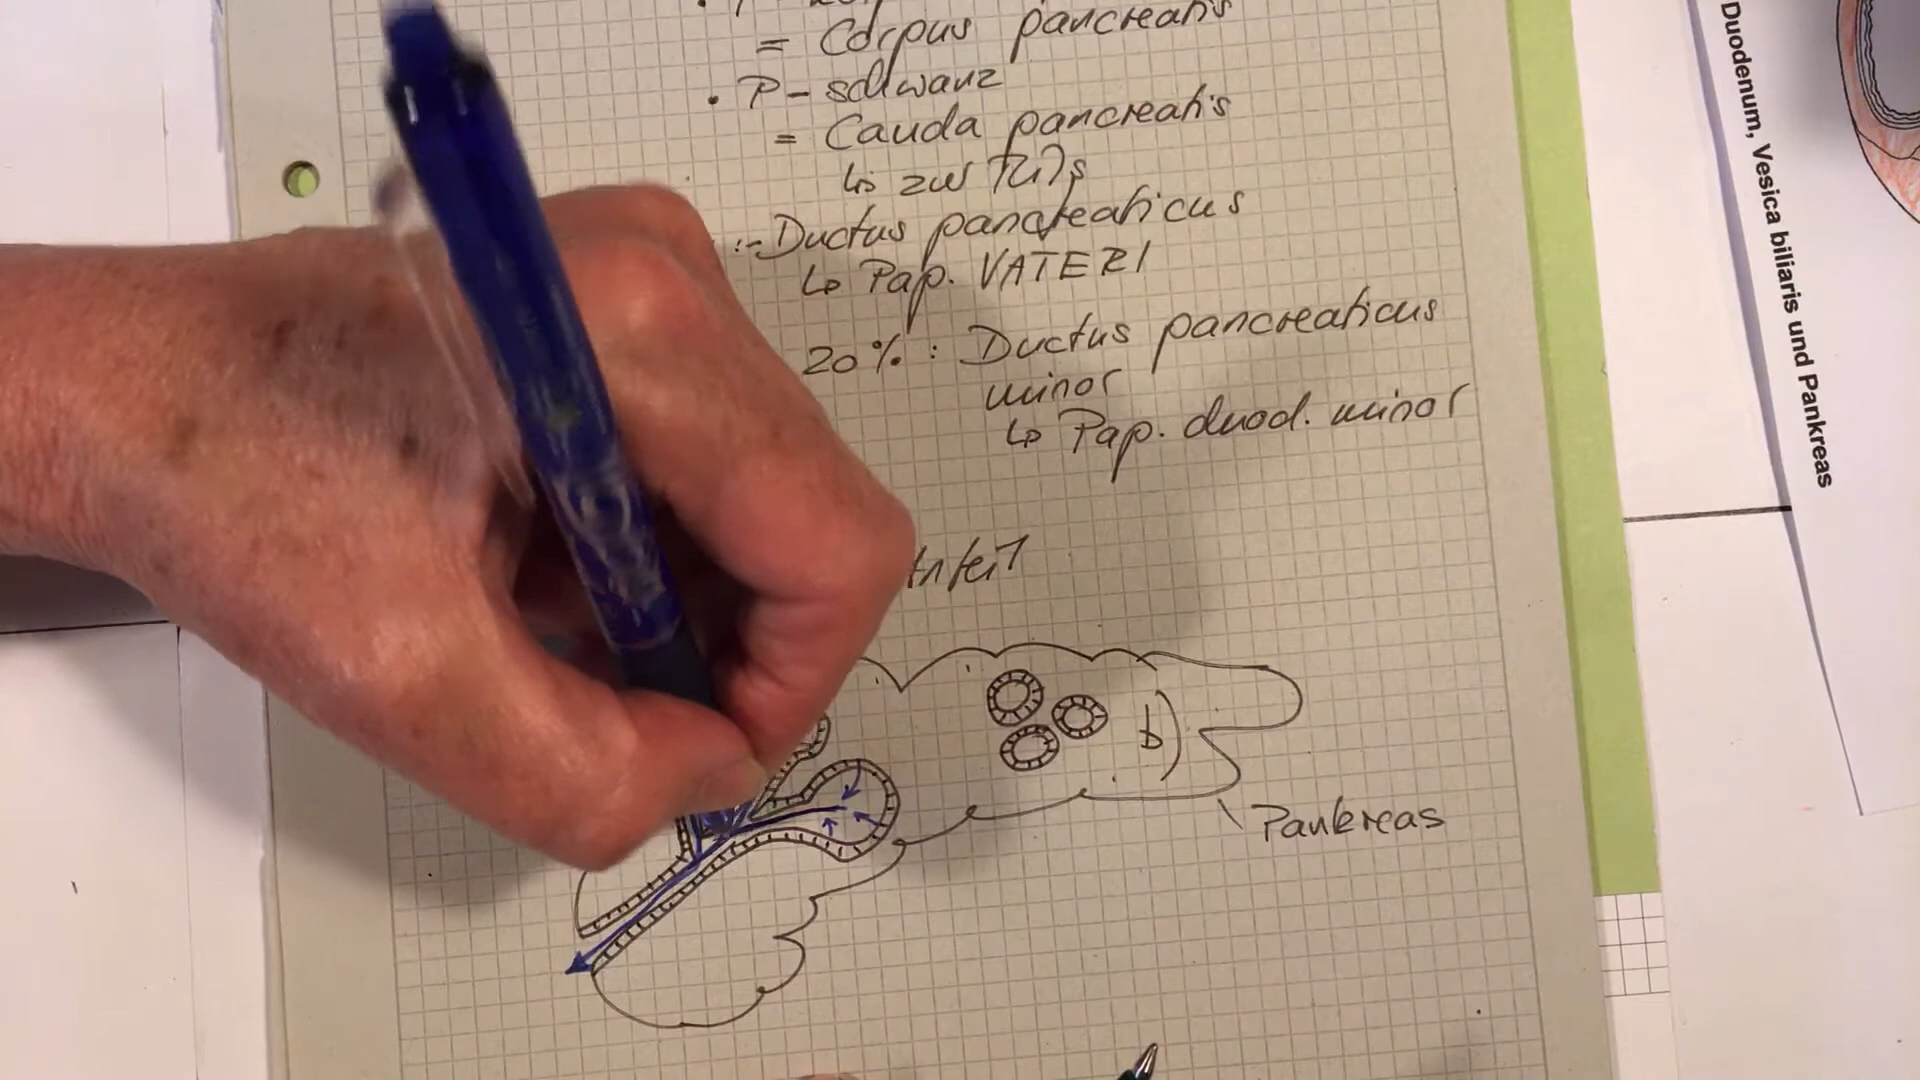 = Corpus pancreatis
• P-schwanz
= Cauda pancreatis
↳ zur Milz
:- Ductus pancreaticus
↳ Pap. VATERI
20% : Ductus pancreaticus
minor
↳ Pap. duod. minor
b)
Pankreas
Duodenum, Vesica biliaris und Pankreas